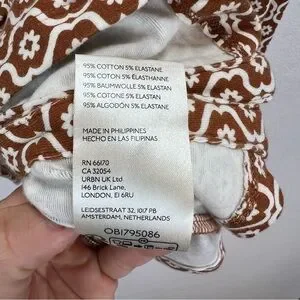 95% COTTON 5% ELASTANE
95% COTON 5% ÉLASTHANNE
95% BAUMWOLLE 5% ELASTAN
95% COTONE 5% ELASTAN
95% ALGODÓN 5% ELASTANO
MADE IN PHILIPPINES
HECHO EN LAS FILIPINAS
RN 66170
CA 32054
URBN UK Ltd
146 Brick Lane,
LONDON, E1 6RU
LEIDSESTRAAT 32, 1017 PB
AMSTERDAM, NETHERLANDS
OB1795086